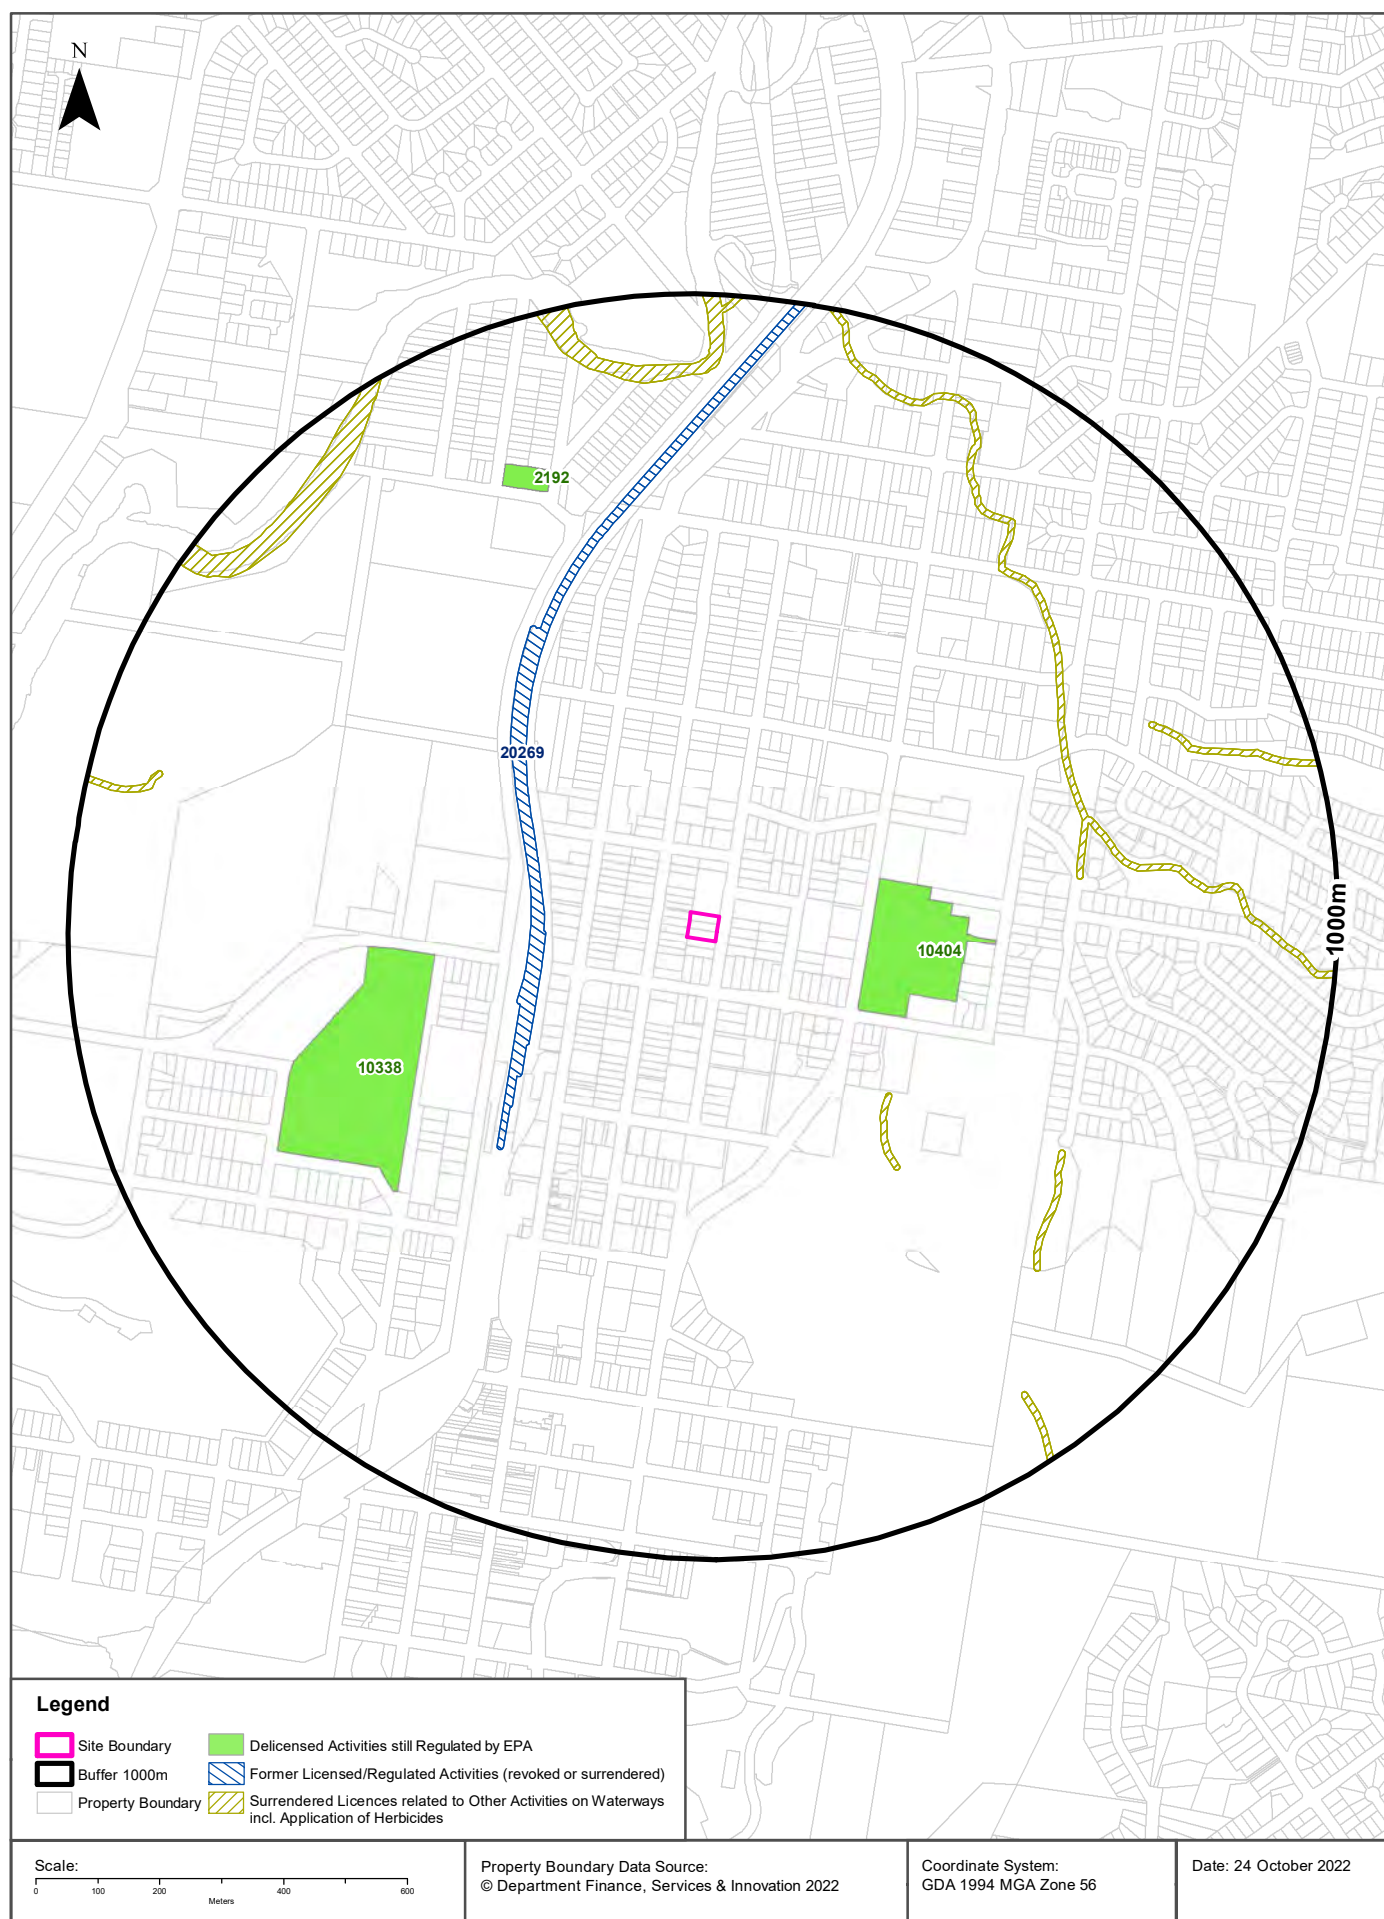 N
2192
20269
1000m
10404
10338
Legend
Site Boundary
Delicensed Activities still Regulated by EPA
Buffer 1000m
Former Licensed/Regulated Activities (revoked or surrendered)
Property Boundary
Surrendered Licences related to Other Activities on Waterways
incl. Application of Herbicides
Scale:
0 100 200 400 600
Meters
Property Boundary Data Source:
© Department Finance, Services & Innovation 2022
Coordinate System:
GDA 1994 MGA Zone 56
Date: 24 October 2022